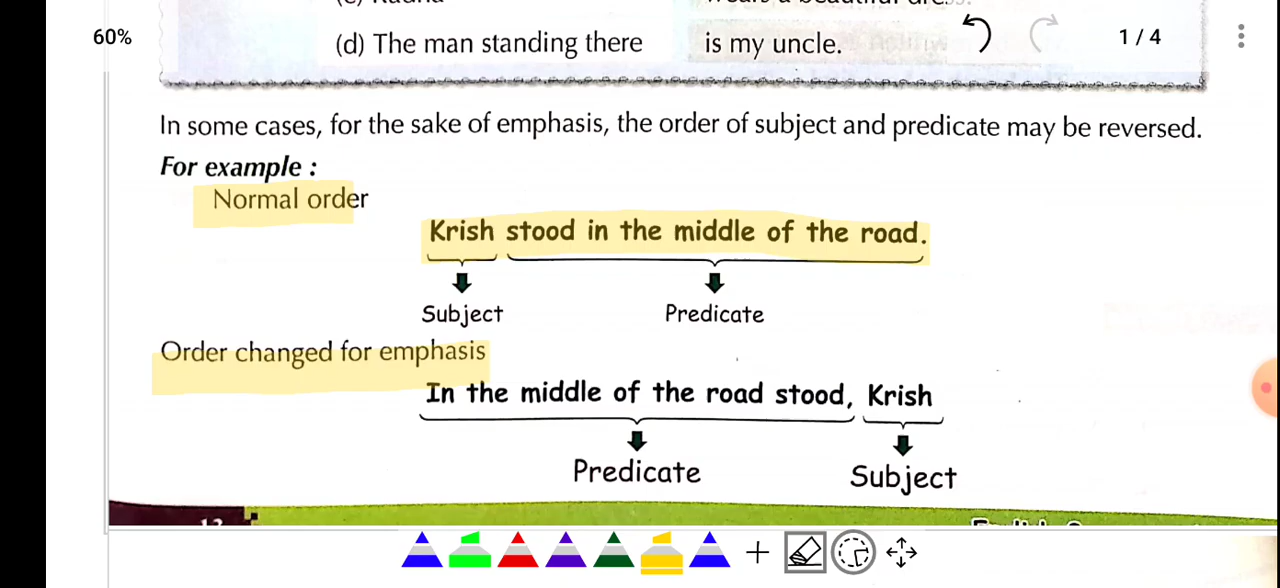 60%
(d) The man standing there is my uncle.
1 / 4
In some cases, for the sake of emphasis, the order of subject and predicate may be reversed.
For example :
Normal order
Krish stood in the middle of the road.
Subject Predicate
Order changed for emphasis
In the middle of the road stood, Krish
Predicate Subject